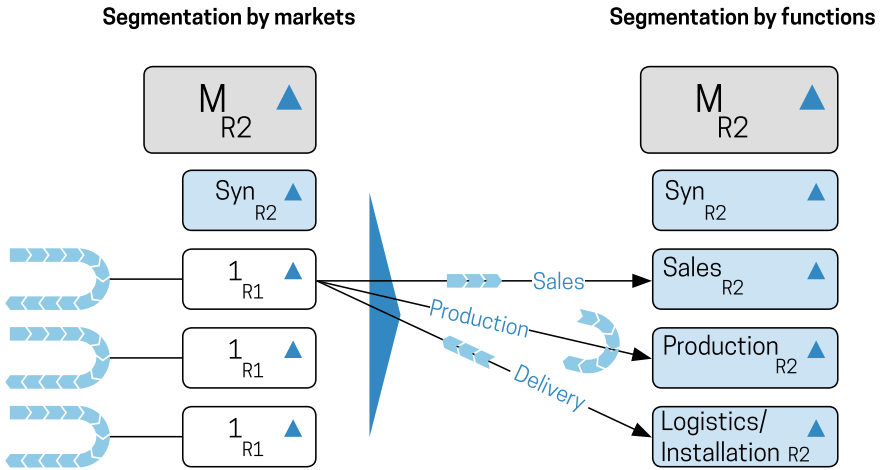 Segmentation by markets
Segmentation by functions
M
R2
M
R2
Syn
R2
Syn
R2
1
R1
Sales
Sales
R2
Production
1
R1
Production
R2
Delivery
1
R1
Logistics/
Installation R2